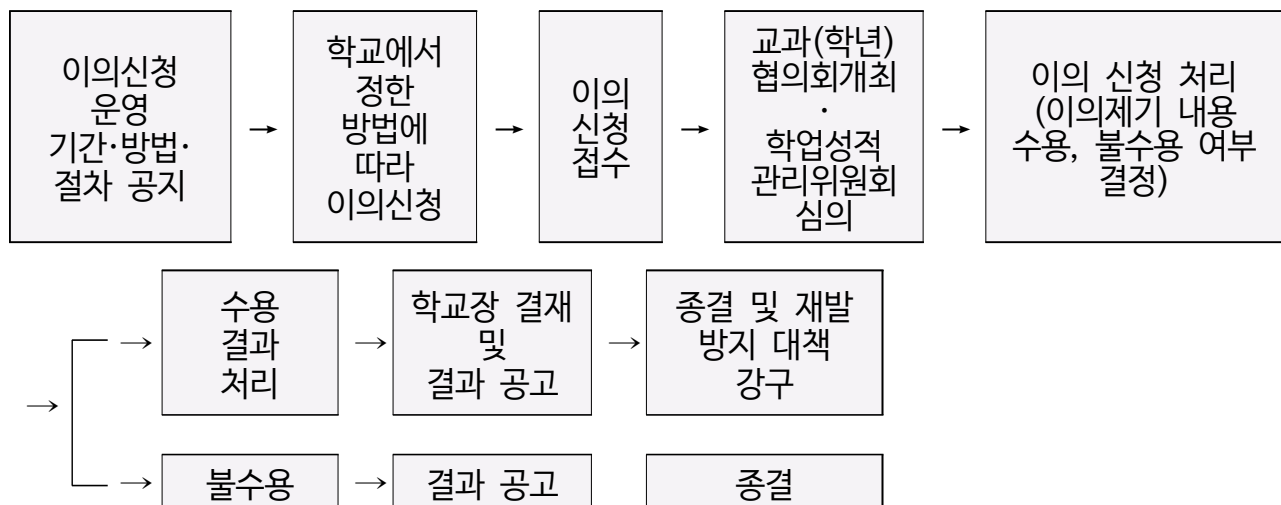 이의신청
운영
기간·방법·
절차 공지
→
학교에서
정한
방법에
따라
이의신청
→
이의
신청
접수
→
교과(학년)
협의회개최
·
학업성적
관리위원회
심의
→
이의 신청 처리
(이의제기 내용
수용, 불수용 여부
결정)
→
→
수용
결과
처리
→
학교장 결재
및
결과 공고
→
종결 및 재발
방지 대책
강구
→
불수용
→
결과 공고
종결